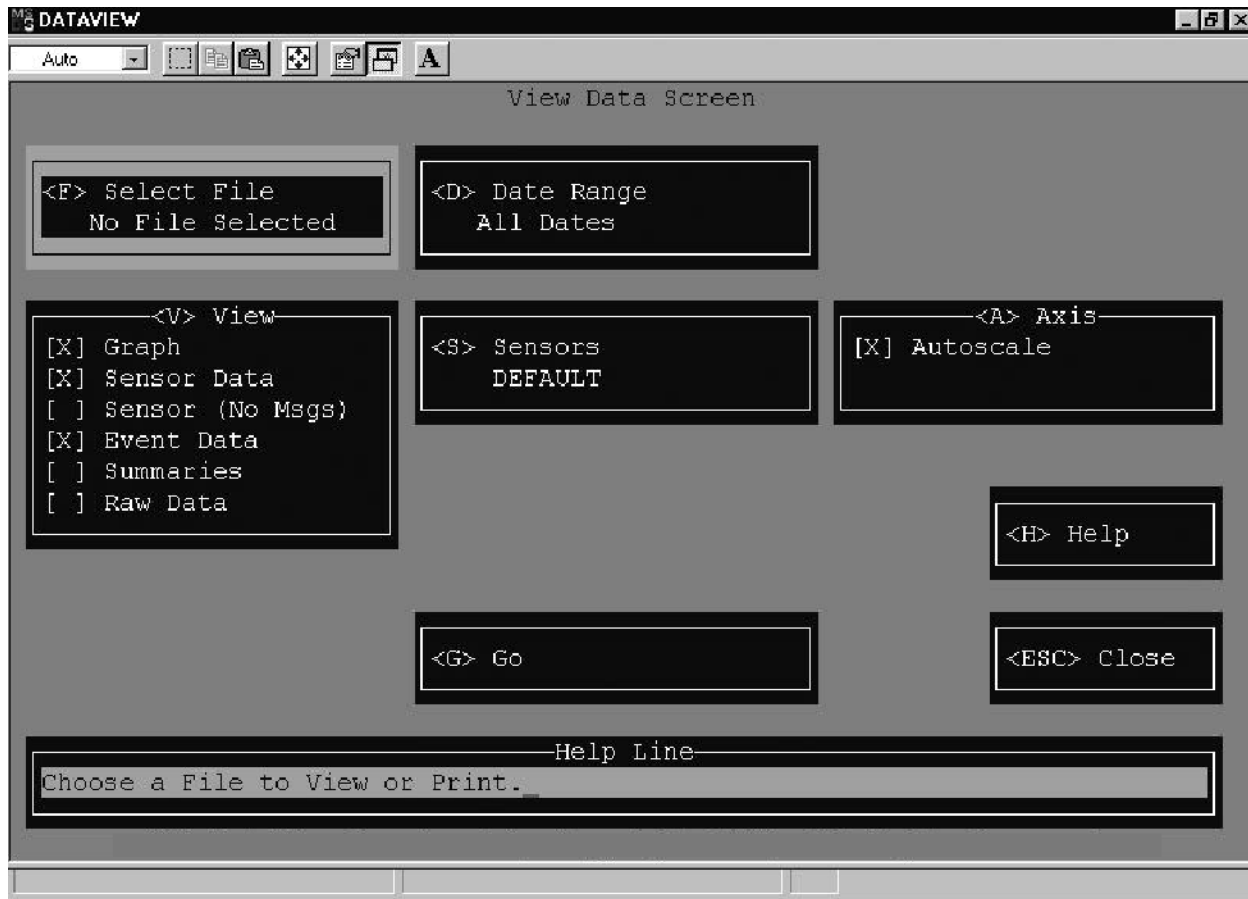 DATAVIEW
Auto
A
View Data Screen
<F> Select File
No File Selected
<D> Date Range
All Dates
<V> View
[X] Graph
[X] Sensor Data
[ ] Sensor (No Msgs)
[X] Event Data
[ ] Summaries
[ ] Raw Data
<S> Sensors
DEFAULT
<A> Axis
[X] Autoscale
<H> Help
<G> Go
<ESC> Close
Help Line
Choose a File to View or Print._